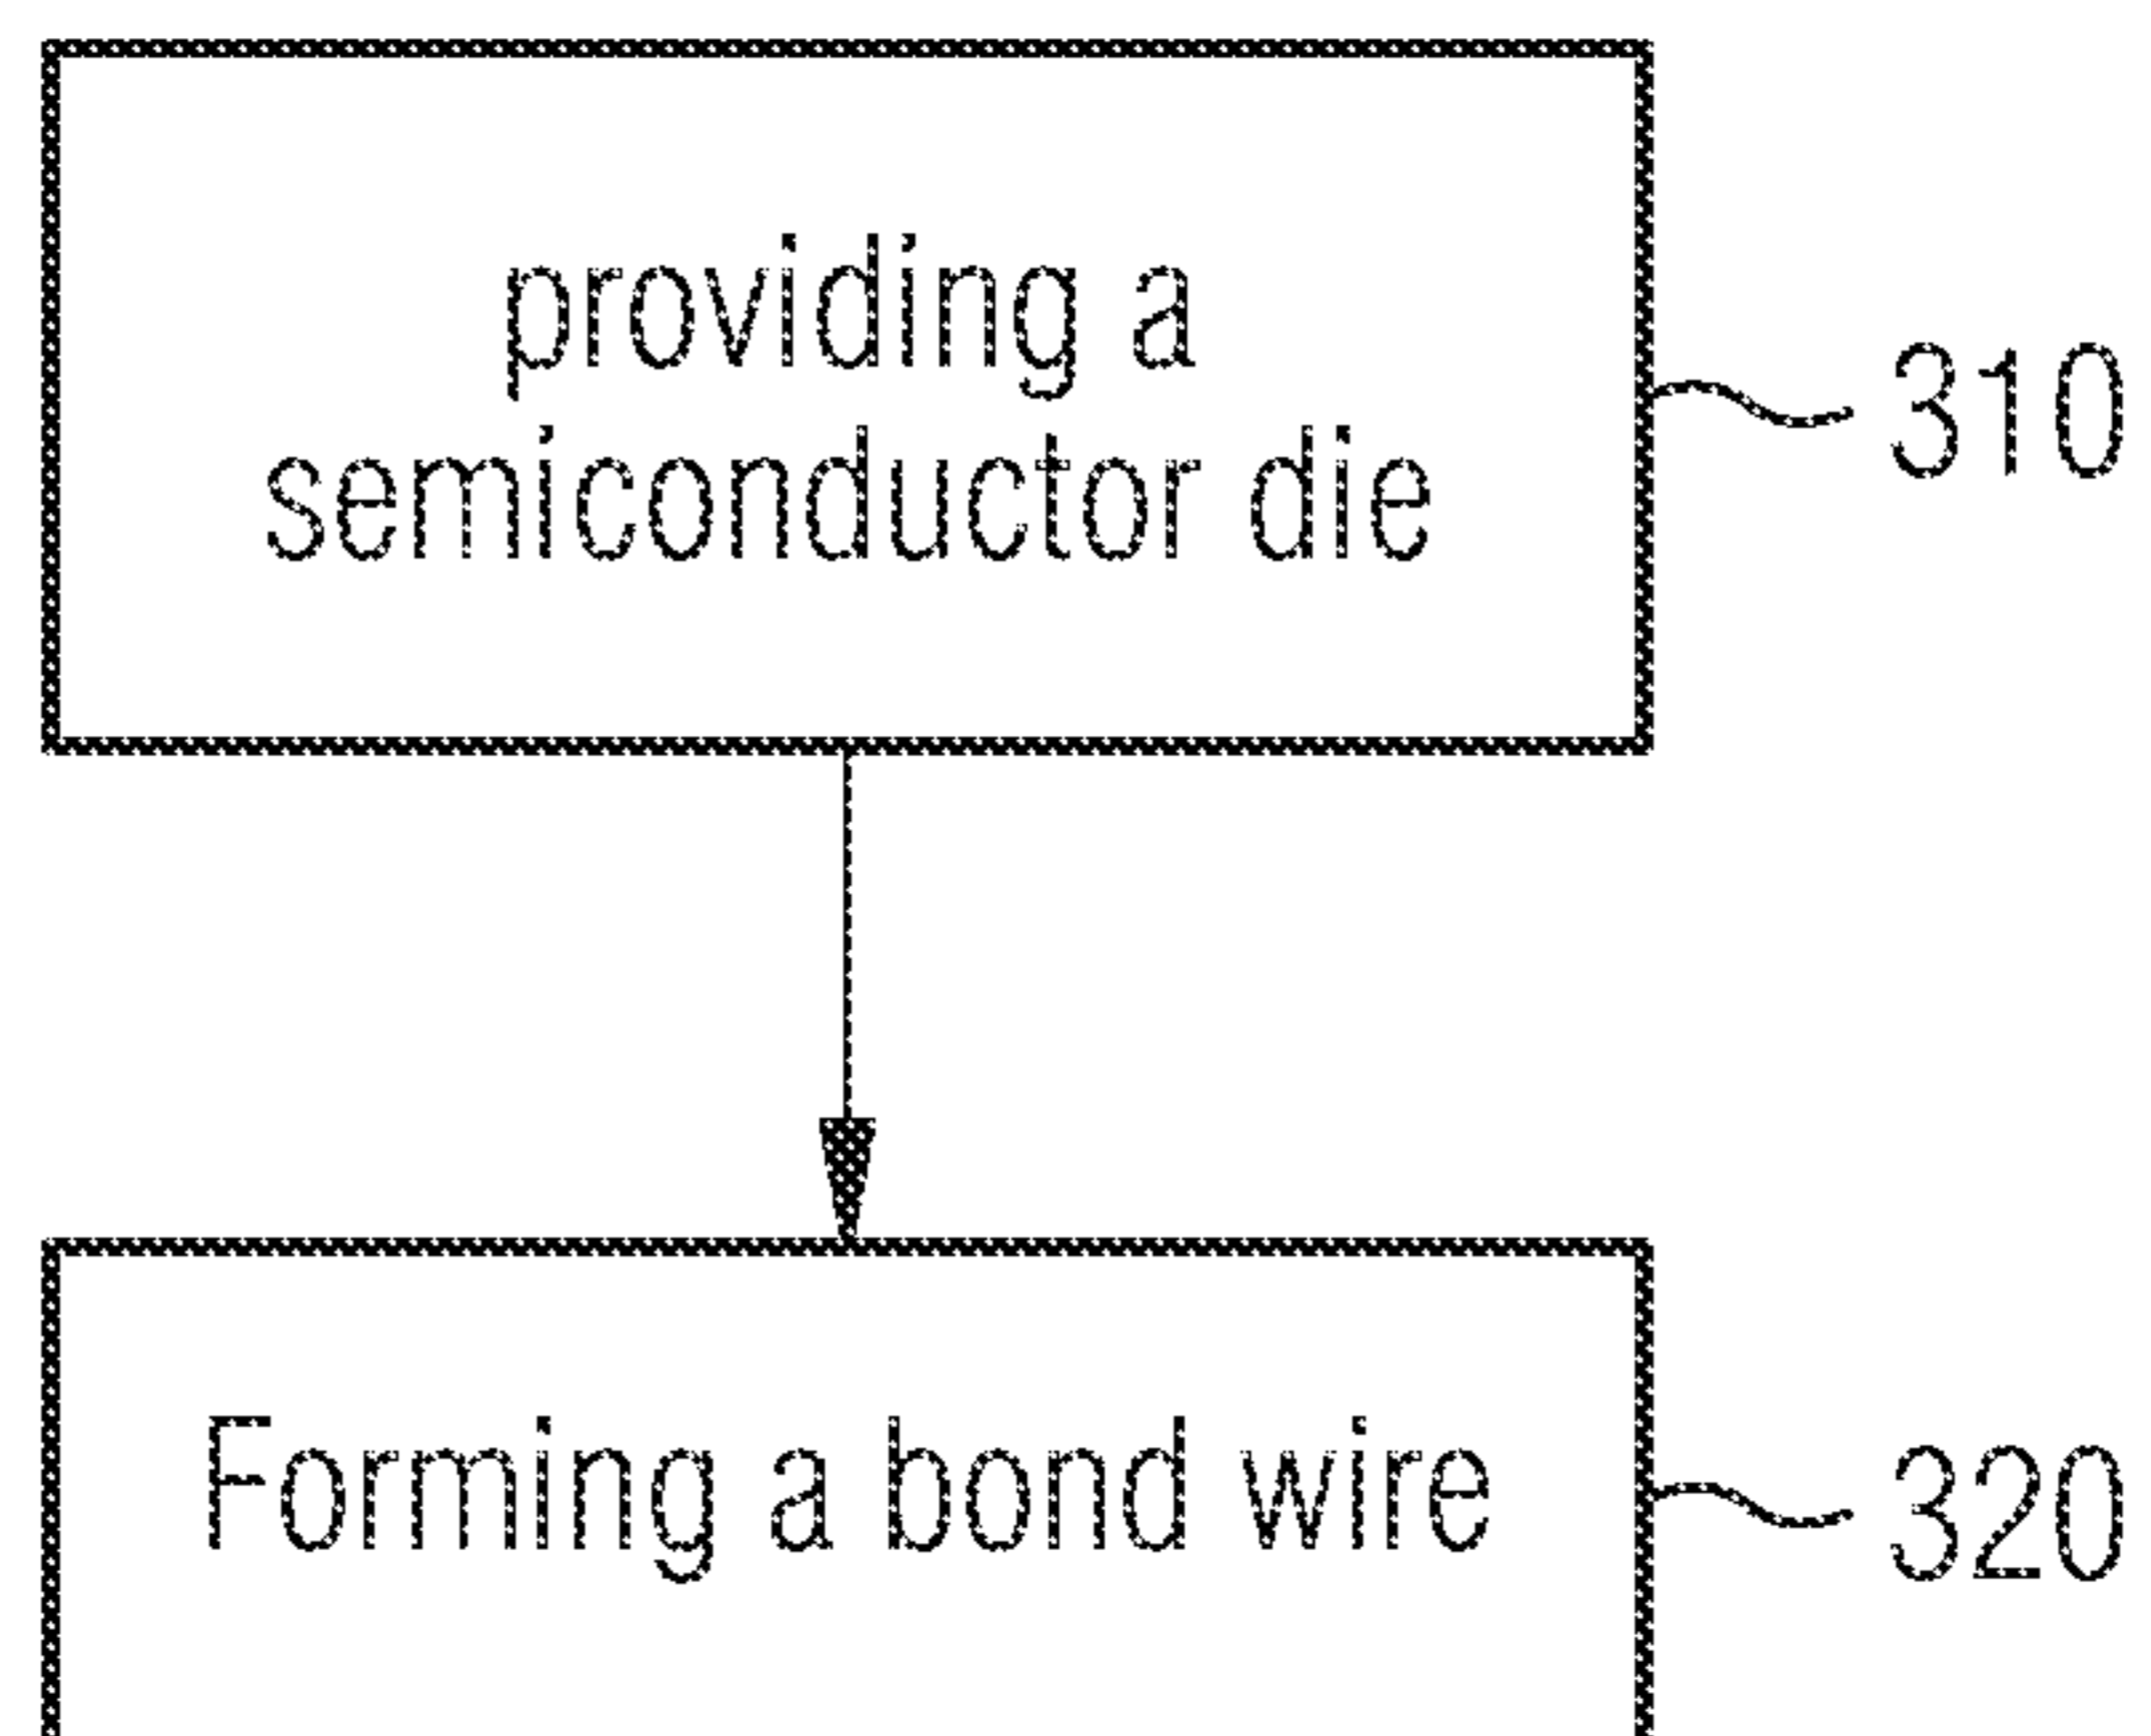 providing a
semiconductor die
310
Forming a bond wire
320